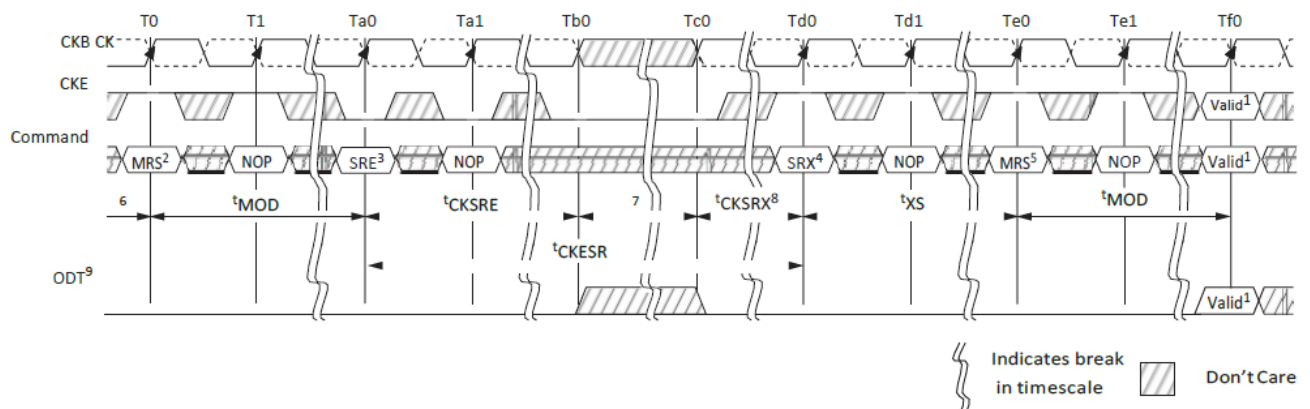 T0 T1 Ta0 Ta1 Tb0 Tc0 Td0 Td1 Te0 Te1 Tf0
CKB CK
CKE
Valid¹
Command
MRS² NOP SRE³ NOP SRX⁴ NOP MRS⁵ NOP Valid¹
6 tMOD tCKSRE 7 tCKSRX⁸ tXS tMOD
tCKESR
ODT⁹
Valid¹
Indicates break
in timescale
Don't Care